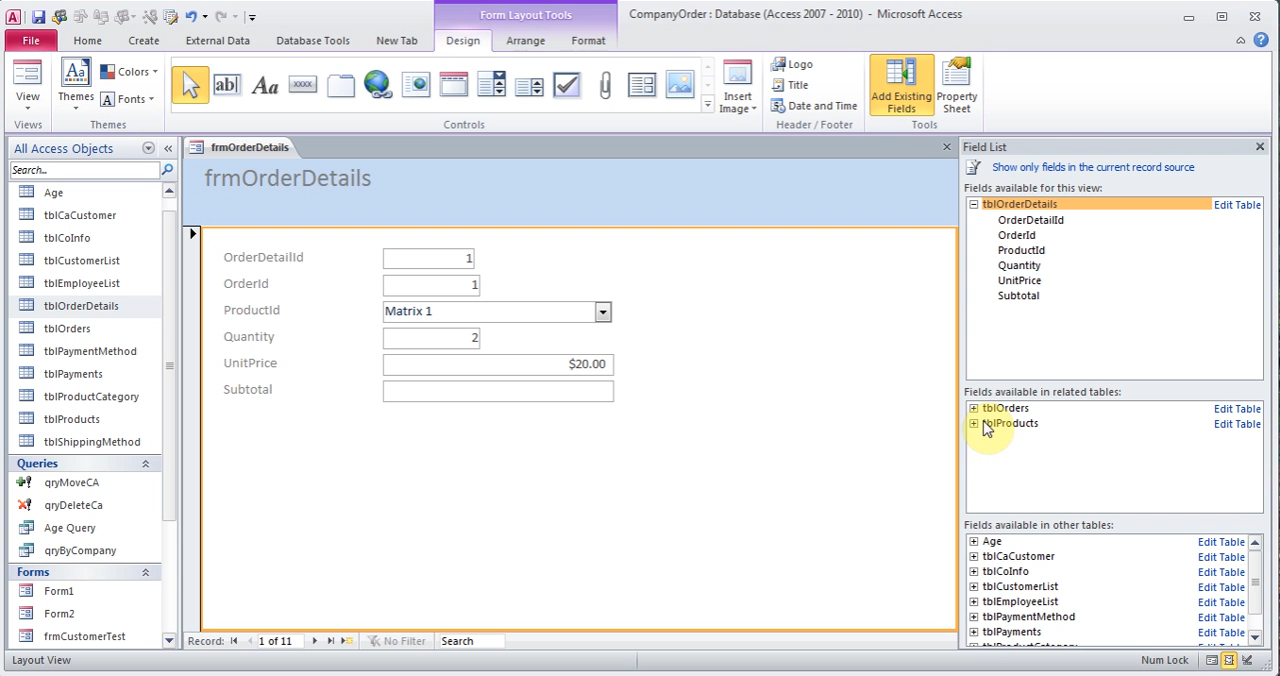 Form Layout Tools
CompanyOrder : Database (Access 2007 - 2010) - Microsoft Access
File Home Create External Data Database Tools New Tab Design Arrange Format
View
Views
Themes
Colors
Fonts
Themes
Aa
ab
Aa
xxxx
Controls
Insert
Image
Logo
Title
Date and Time
Header / Footer
Add Existing
Fields
Property
Sheet
Tools
All Access Objects
Search...
Age
tblCaCustomer
tblCoInfo
tblCustomerList
tblEmployeeList
tblOrderDetails
tblOrders
tblPaymentMethod
tblPayments
tblProductCategory
tblProducts
tblShippingMethod
Queries
qryMoveCA
qryDeleteCa
Age Query
qryByCompany
Forms
Form1
Form2
frmCustomerTest
frmOrderDetails
frmOrderDetails
OrderDetailId 1
OrderId 1
ProductId Matrix 1
Quantity 2
UnitPrice $20.00
Subtotal
Record: 1 of 11 No Filter Search
Field List
Show only fields in the current record source
Fields available for this view:
tblOrderDetails Edit Table
OrderDetailId
OrderId
ProductId
Quantity
UnitPrice
Subtotal
Fields available in related tables:
tblOrders Edit Table
tblProducts Edit Table
Fields available in other tables:
Age Edit Table
tblCaCustomer Edit Table
tblCoInfo Edit Table
tblCustomerList Edit Table
tblEmployeeList Edit Table
tblPaymentMethod Edit Table
tblPayments Edit Table
Layout View Num Lock